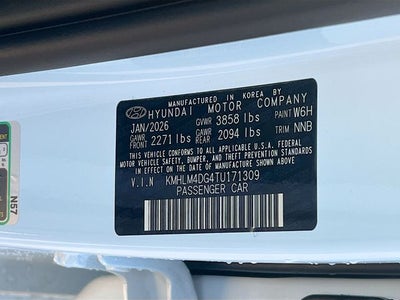 MANUFACTURED IN KOREA BY
HYUNDAI MOTOR COMPANY
JAN/2026 GVWR 3858 lbs PAINT W6H
GAWR FRONT 2271 lbs GAWR REAR 2094 lbs TRIM NNB
THIS VEHICLE CONFORMS TO ALL APPLICABLE U.S.A. FEDERAL
MOTOR VEHICLE SAFETY, BUMPER, AND THEFT PREVENTION
STANDARDS IN EFFECT ON THE DATE OF MANUFACTURE SHOWN ABOVE
V.I.N KMHLM4DG4TU171309
PASSENGER CAR
N57